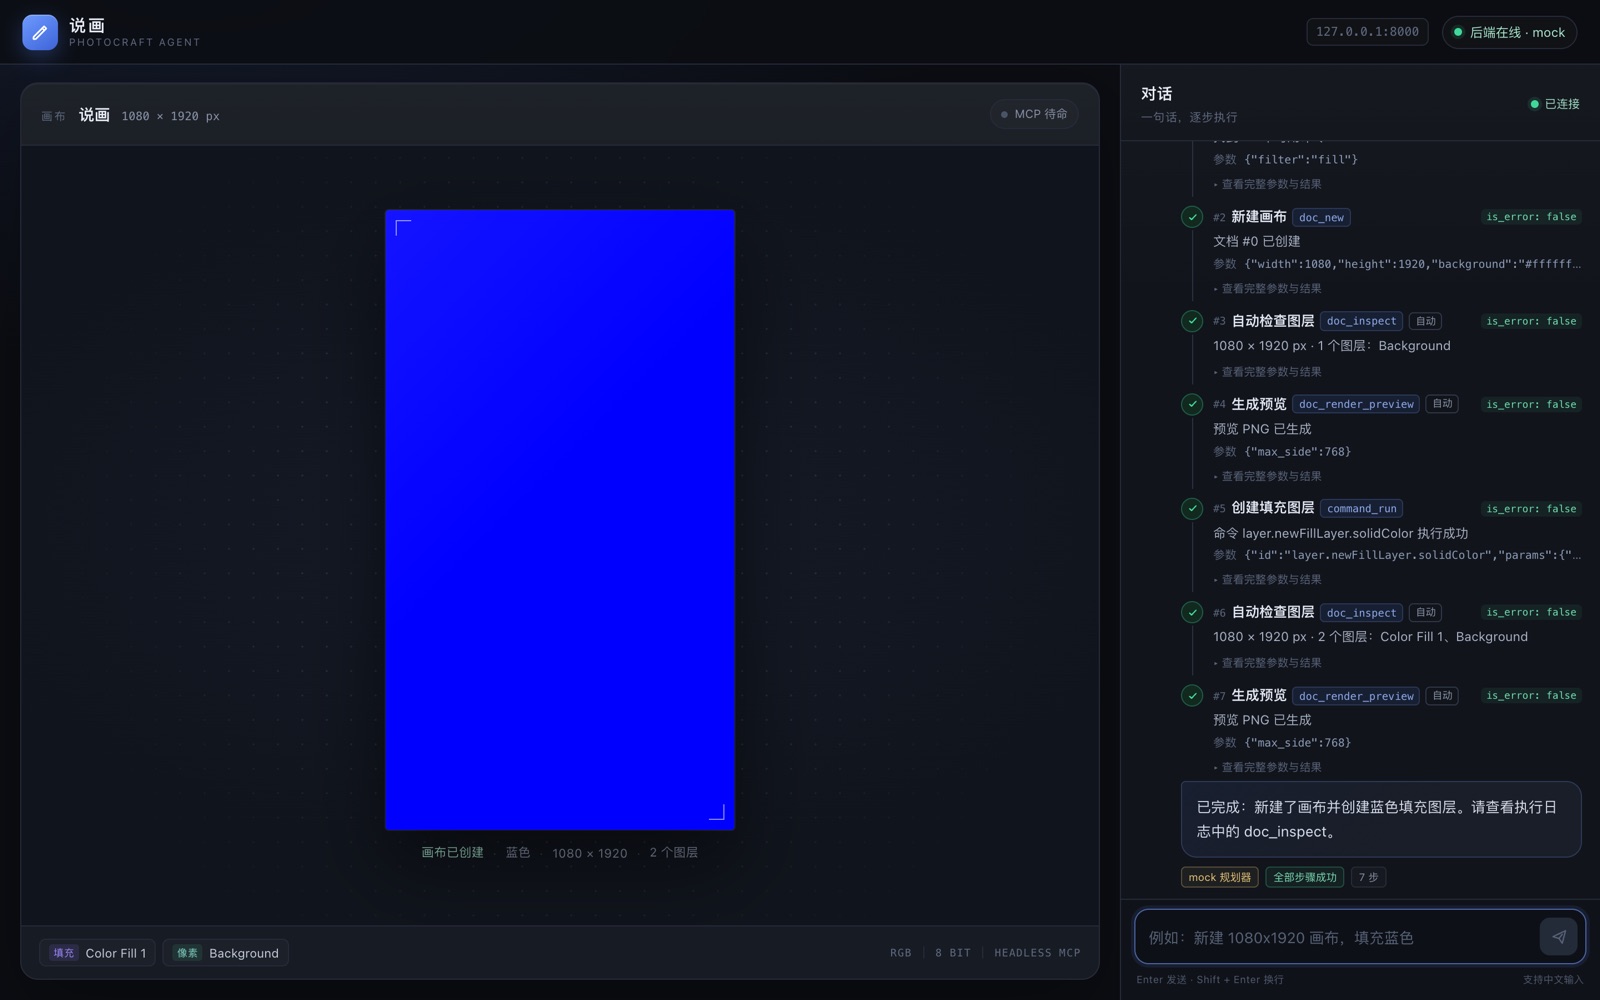 说画
PHOTOCRAFT AGENT
127.0.0.1:8000
后端在线 · mock
画布 说画 1080 × 1920 px
MCP 待命
画布已创建 · 蓝色 · 1080 × 1920 · 2 个图层
填充 Color Fill 1
像素 Background
RGB | 8 BIT | HEADLESS MCP
对话
一句话，逐步执行
已连接
参数 {"filter":"fill"}
▸ 查看完整参数与结果
#2 新建画布 doc_new is_error: false
文档 #0 已创建
参数 {"width":1080,"height":1920,"background":"#ffffff…
▸ 查看完整参数与结果
#3 自动检查图层 doc_inspect 自动 is_error: false
1080 × 1920 px · 1 个图层：Background
▸ 查看完整参数与结果
#4 生成预览 doc_render_preview 自动 is_error: false
预览 PNG 已生成
参数 {"max_side":768}
▸ 查看完整参数与结果
#5 创建填充图层 command_run is_error: false
命令 layer.newFillLayer.solidColor 执行成功
参数 {"id":"layer.newFillLayer.solidColor","params":{"…
▸ 查看完整参数与结果
#6 自动检查图层 doc_inspect 自动 is_error: false
1080 × 1920 px · 2 个图层：Color Fill 1、Background
▸ 查看完整参数与结果
#7 生成预览 doc_render_preview 自动 is_error: false
预览 PNG 已生成
参数 {"max_side":768}
▸ 查看完整参数与结果
已完成：新建了画布并创建蓝色填充图层。请查看执行日
志中的 doc_inspect。
mock 规划器
全部步骤成功
7 步
例如：新建 1080x1920 画布，填充蓝色
Enter 发送 · Shift + Enter 换行
支持中文输入